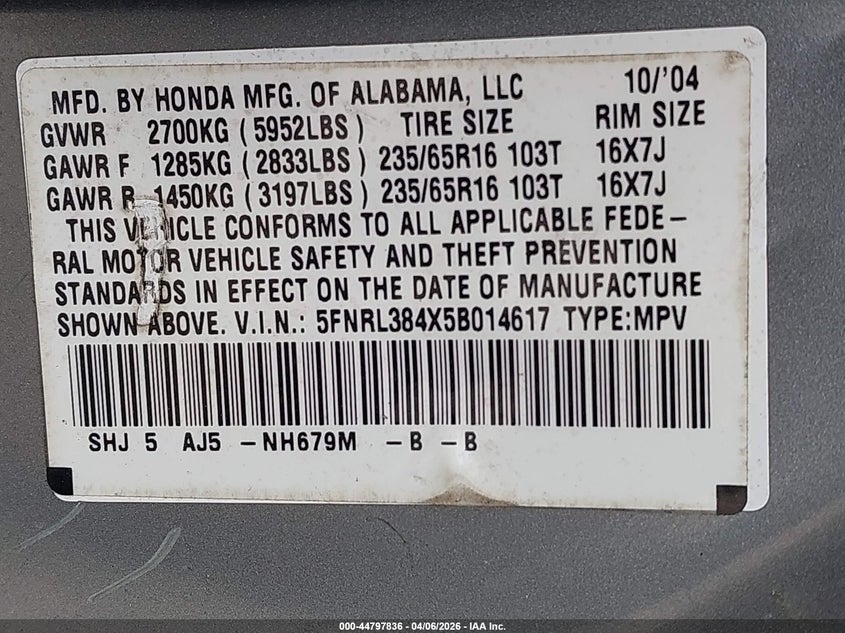 MFD. BY HONDA MFG. OF ALABAMA, LLC 10/'04
GVWR 2700KG ( 5952LBS ) TIRE SIZE RIM SIZE
GAWR F 1285KG ( 2833LBS ) 235/65R16 103T 16X7J
GAWR R 1450KG ( 3197LBS ) 235/65R16 103T 16X7J
THIS VEHICLE CONFORMS TO ALL APPLICABLE FEDE-
RAL MOTOR VEHICLE SAFETY AND THEFT PREVENTION
STANDARDS IN EFFECT ON THE DATE OF MANUFACTURE
SHOWN ABOVE. V.I.N.: 5FNRL384X5B014617 TYPE:MPV
SHJ 5 AJ5 -NH679M -B -B
000-44797836 - 04/06/2026 - IAA Inc.